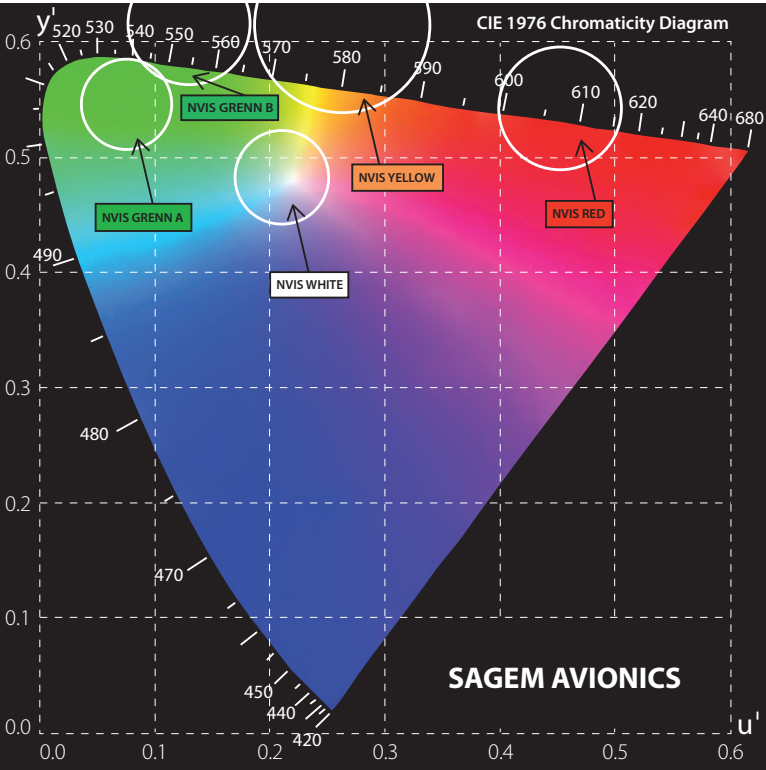 y'
CIE 1976 Chromaticity Diagram
520 530 540 550 560 570 580 590 600 610 620 640 680
0.6
NVIS GRENN B
0.5
NVIS YELLOW
NVIS GRENN A
NVIS RED
490
0.4
NVIS WHITE
0.3
480
0.2
470
0.1
SAGEM AVIONICS
450
440
420
0.0
u'
0.0 0.1 0.2 0.3 0.4 0.5 0.6